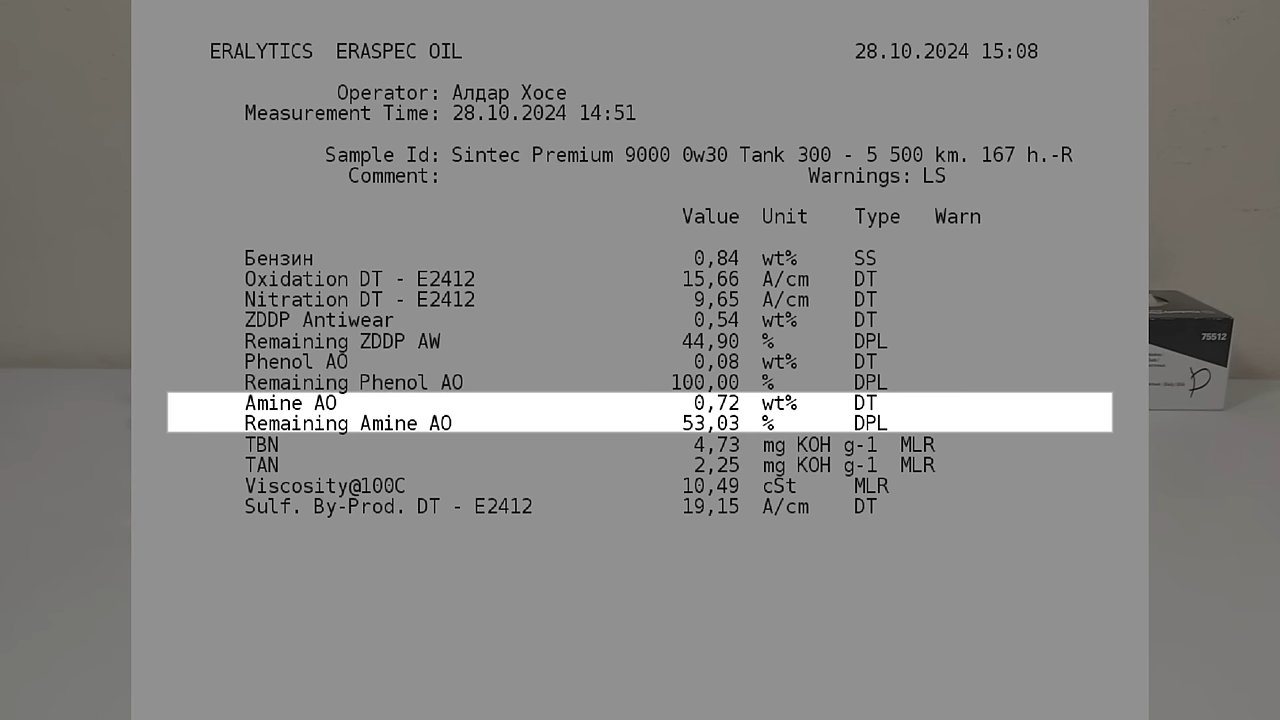 ERALYTICS ERASPEC OIL 28.10.2024 15:08
Operator: Алдар Хосе
Measurement Time: 28.10.2024 14:51
Sample Id: Sintec Premium 9000 0w30 Tank 300 - 5 500 km. 167 h.-R
Comment: Warnings: LS
Value Unit Type Warn
Бензин 0,84 wt% SS
Oxidation DT - E2412 15,66 A/cm DT
Nitration DT - E2412 9,65 A/cm DT
ZDDP Antiwear 0,54 wt% DT
Remaining ZDDP AW 44,90 % DPL
Phenol AO 0,08 wt% DT
Remaining Phenol AO 100,00 % DPL
Amine AO 0,72 wt% DT
Remaining Amine AO 53,03 % DPL
TBN 4,73 mg KOH g-1 MLR
TAN 2,25 mg KOH g-1 MLR
Viscosity@100C 10,49 cSt MLR
Sulf. By-Prod. DT - E2412 19,15 A/cm DT
75512
P